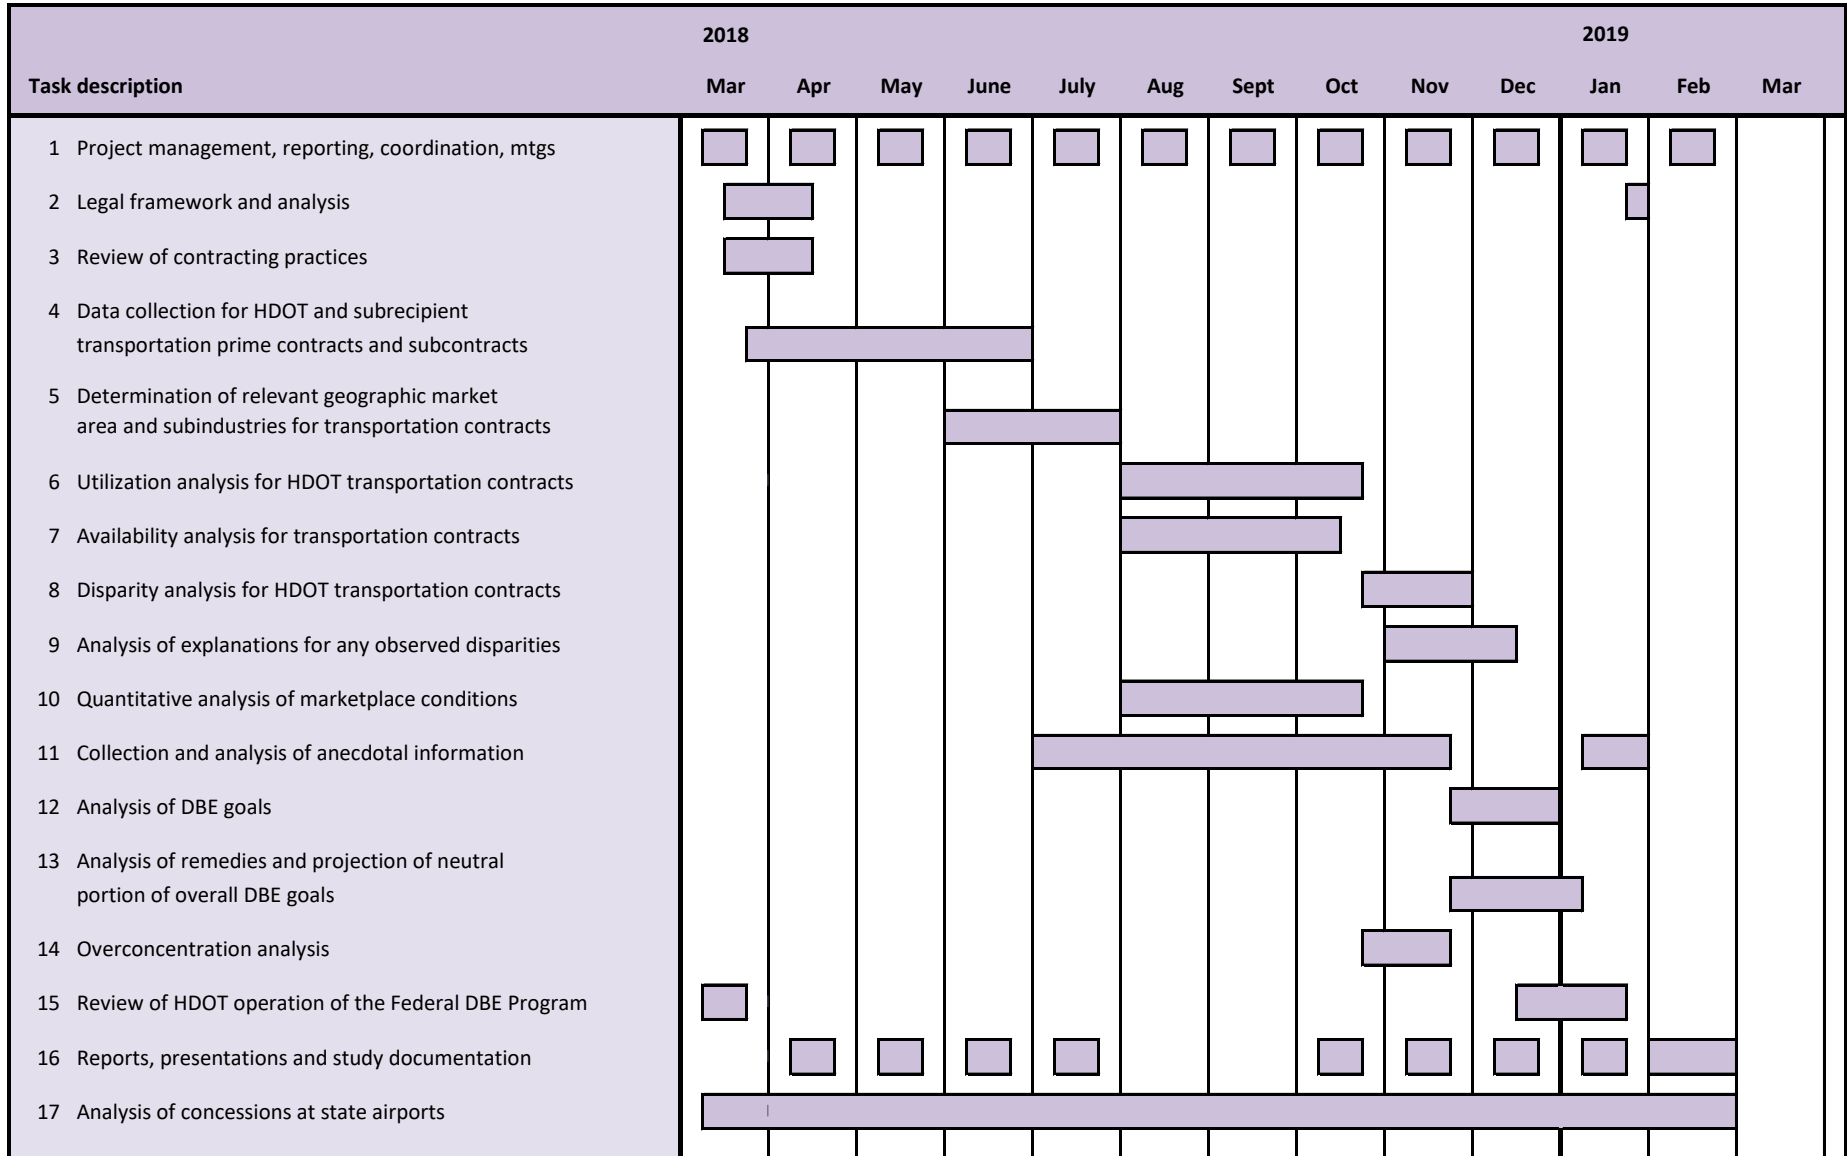 2018 2019
Task description Mar Apr May June July Aug Sept Oct Nov Dec Jan Feb Mar
1 Project management, reporting, coordination, mtgs
2 Legal framework and analysis
3 Review of contracting practices
4 Data collection for HDOT and subrecipient
transportation prime contracts and subcontracts
5 Determination of relevant geographic market
area and subindustries for transportation contracts
6 Utilization analysis for HDOT transportation contracts
7 Availability analysis for transportation contracts
8 Disparity analysis for HDOT transportation contracts
9 Analysis of explanations for any observed disparities
10 Quantitative analysis of marketplace conditions
11 Collection and analysis of anecdotal information
12 Analysis of DBE goals
13 Analysis of remedies and projection of neutral
portion of overall DBE goals
14 Overconcentration analysis
15 Review of HDOT operation of the Federal DBE Program
16 Reports, presentations and study documentation
17 Analysis of concessions at state airports